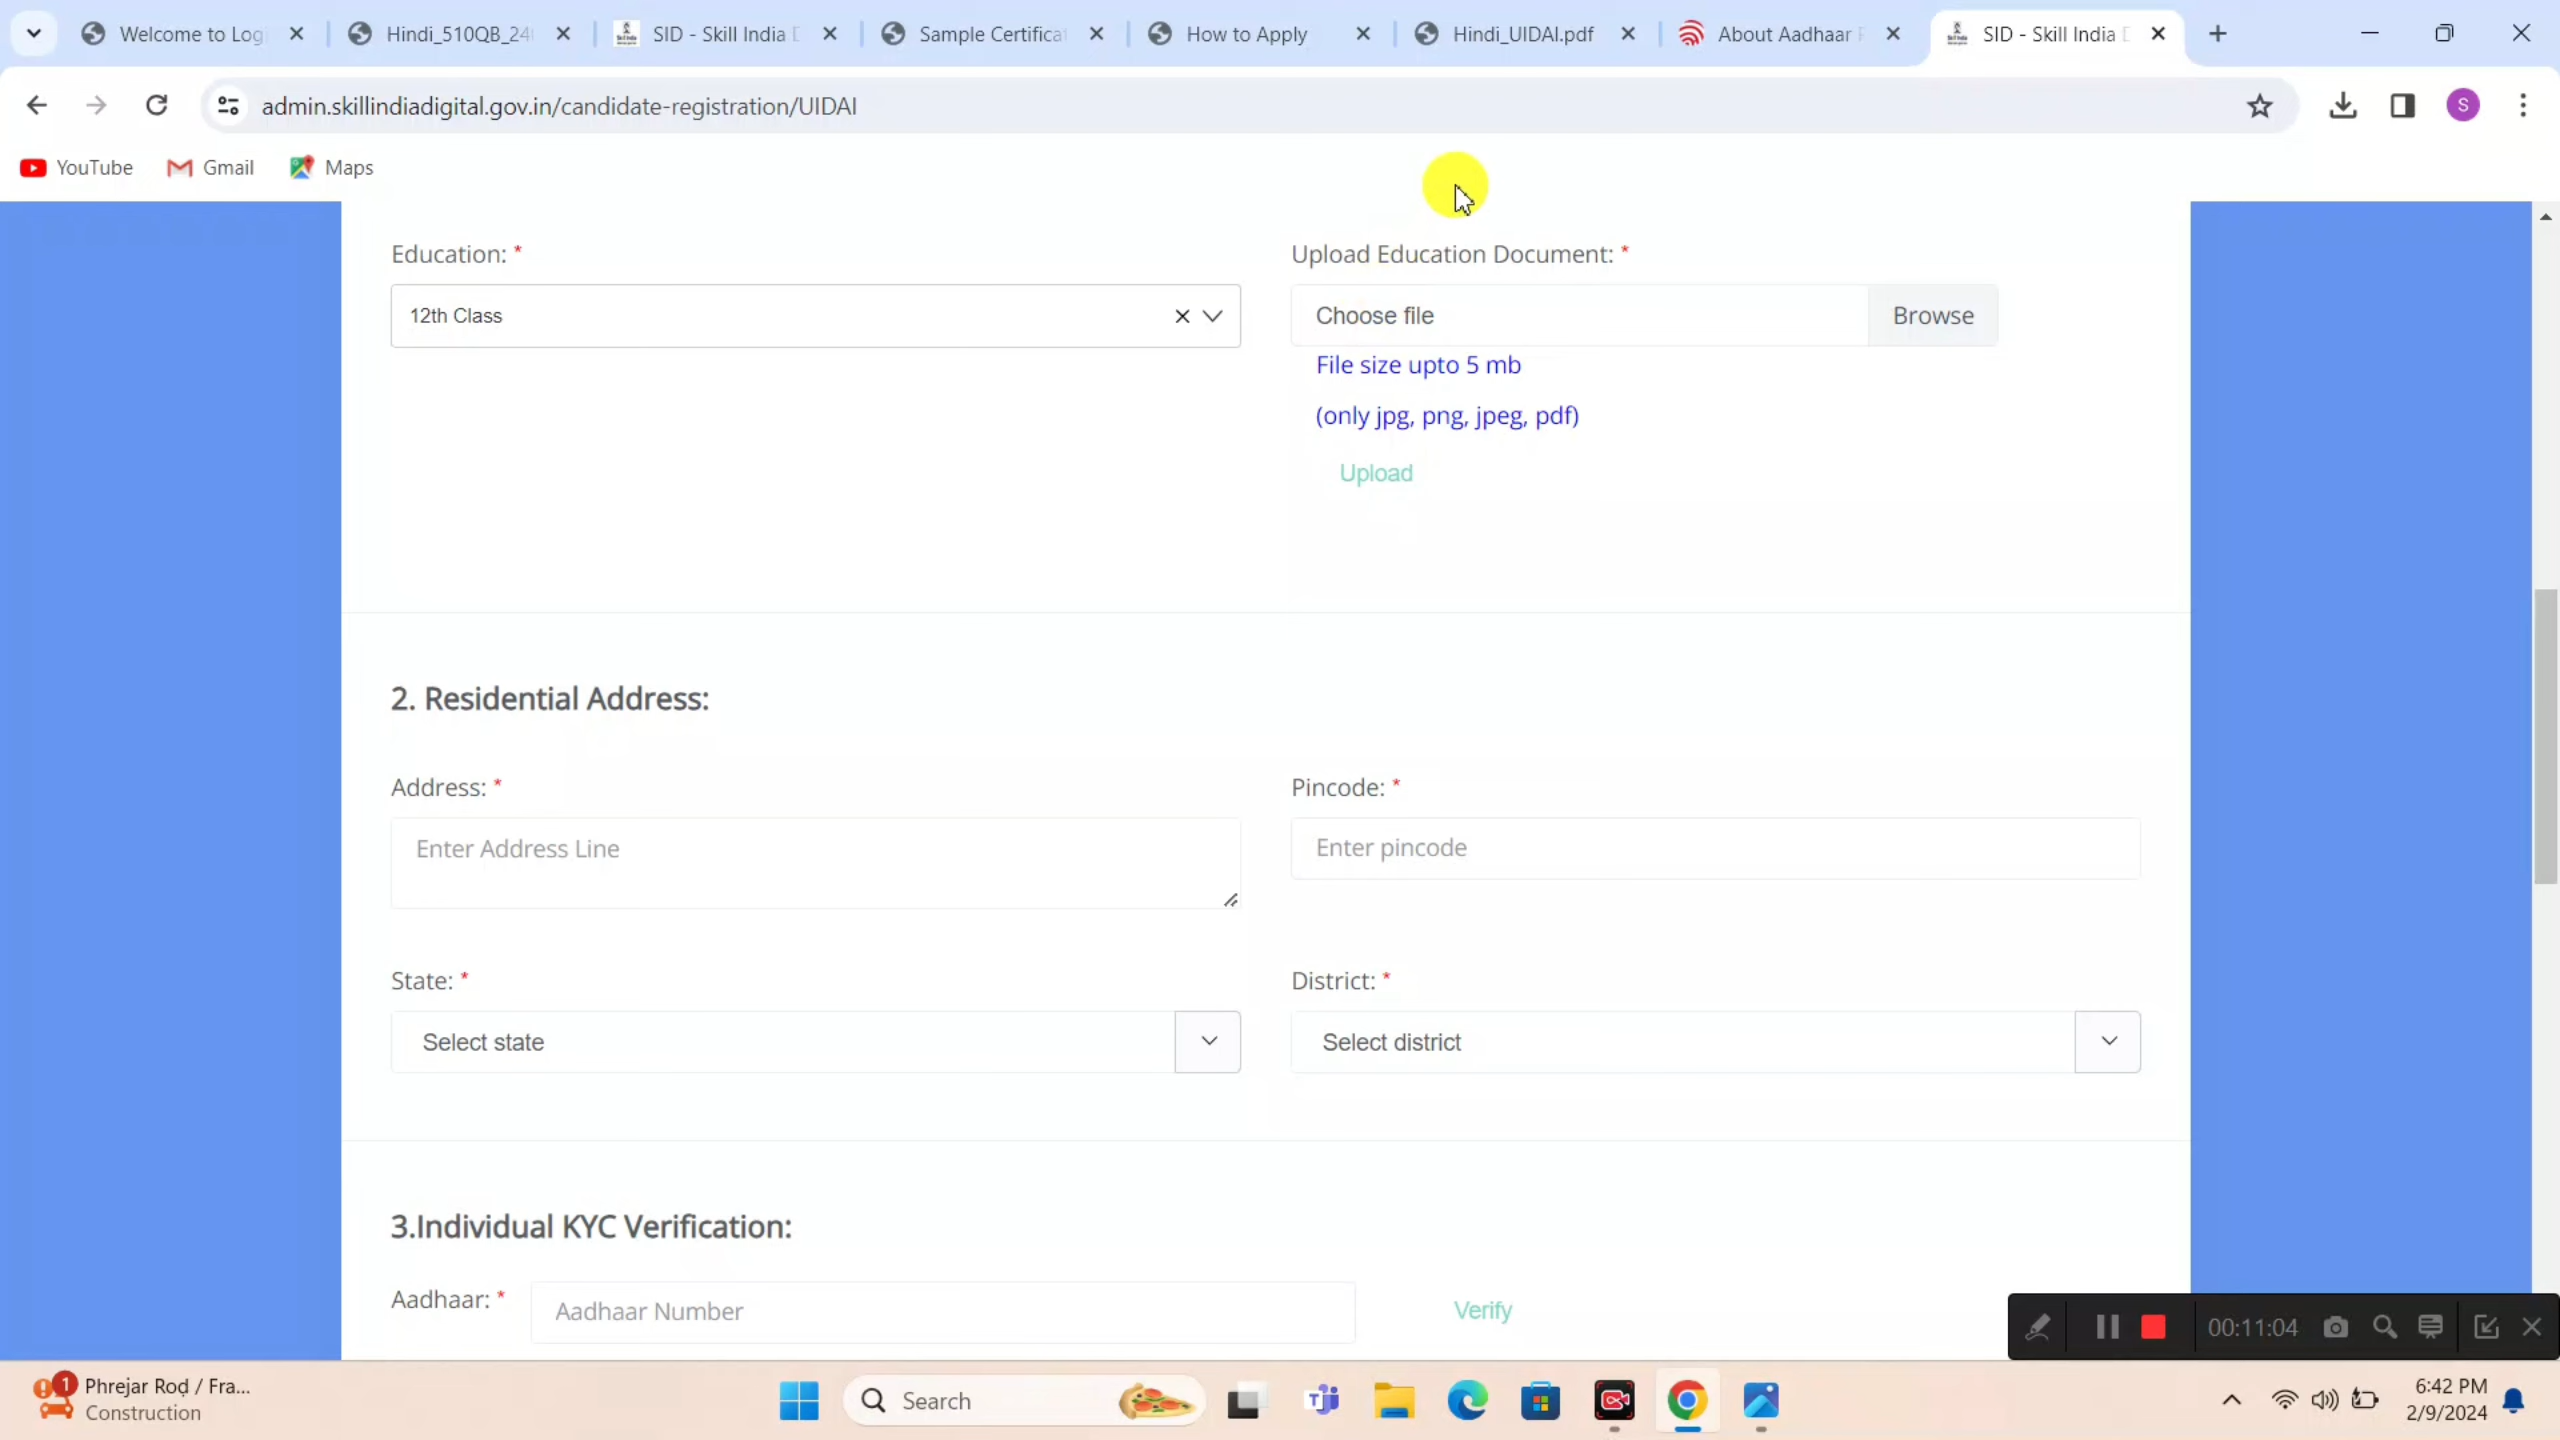 Welcome to Log
Hindi_510QB_24
SID - Skill India
Sample Certifica
How to Apply
Hindi_UIDAI.pdf
About Aadhaar
SID - Skill India
admin.skillindiadigital.gov.in/candidate-registration/UIDAI
S
YouTube
Gmail
Maps
Education: *
Upload Education Document: *
12th Class
Choose file
Browse
File size upto 5 mb
(only jpg, png, jpeg, pdf)
Upload
2. Residential Address:
Address: *
Pincode: *
Enter Address Line
Enter pincode
State: *
District: *
Select state
Select district
3.Individual KYC Verification:
Aadhaar: *
Aadhaar Number
Verify
00:11:04
1
Phrejar Roḍ / Fra...
Construction
Search
6:42 PM
2/9/2024